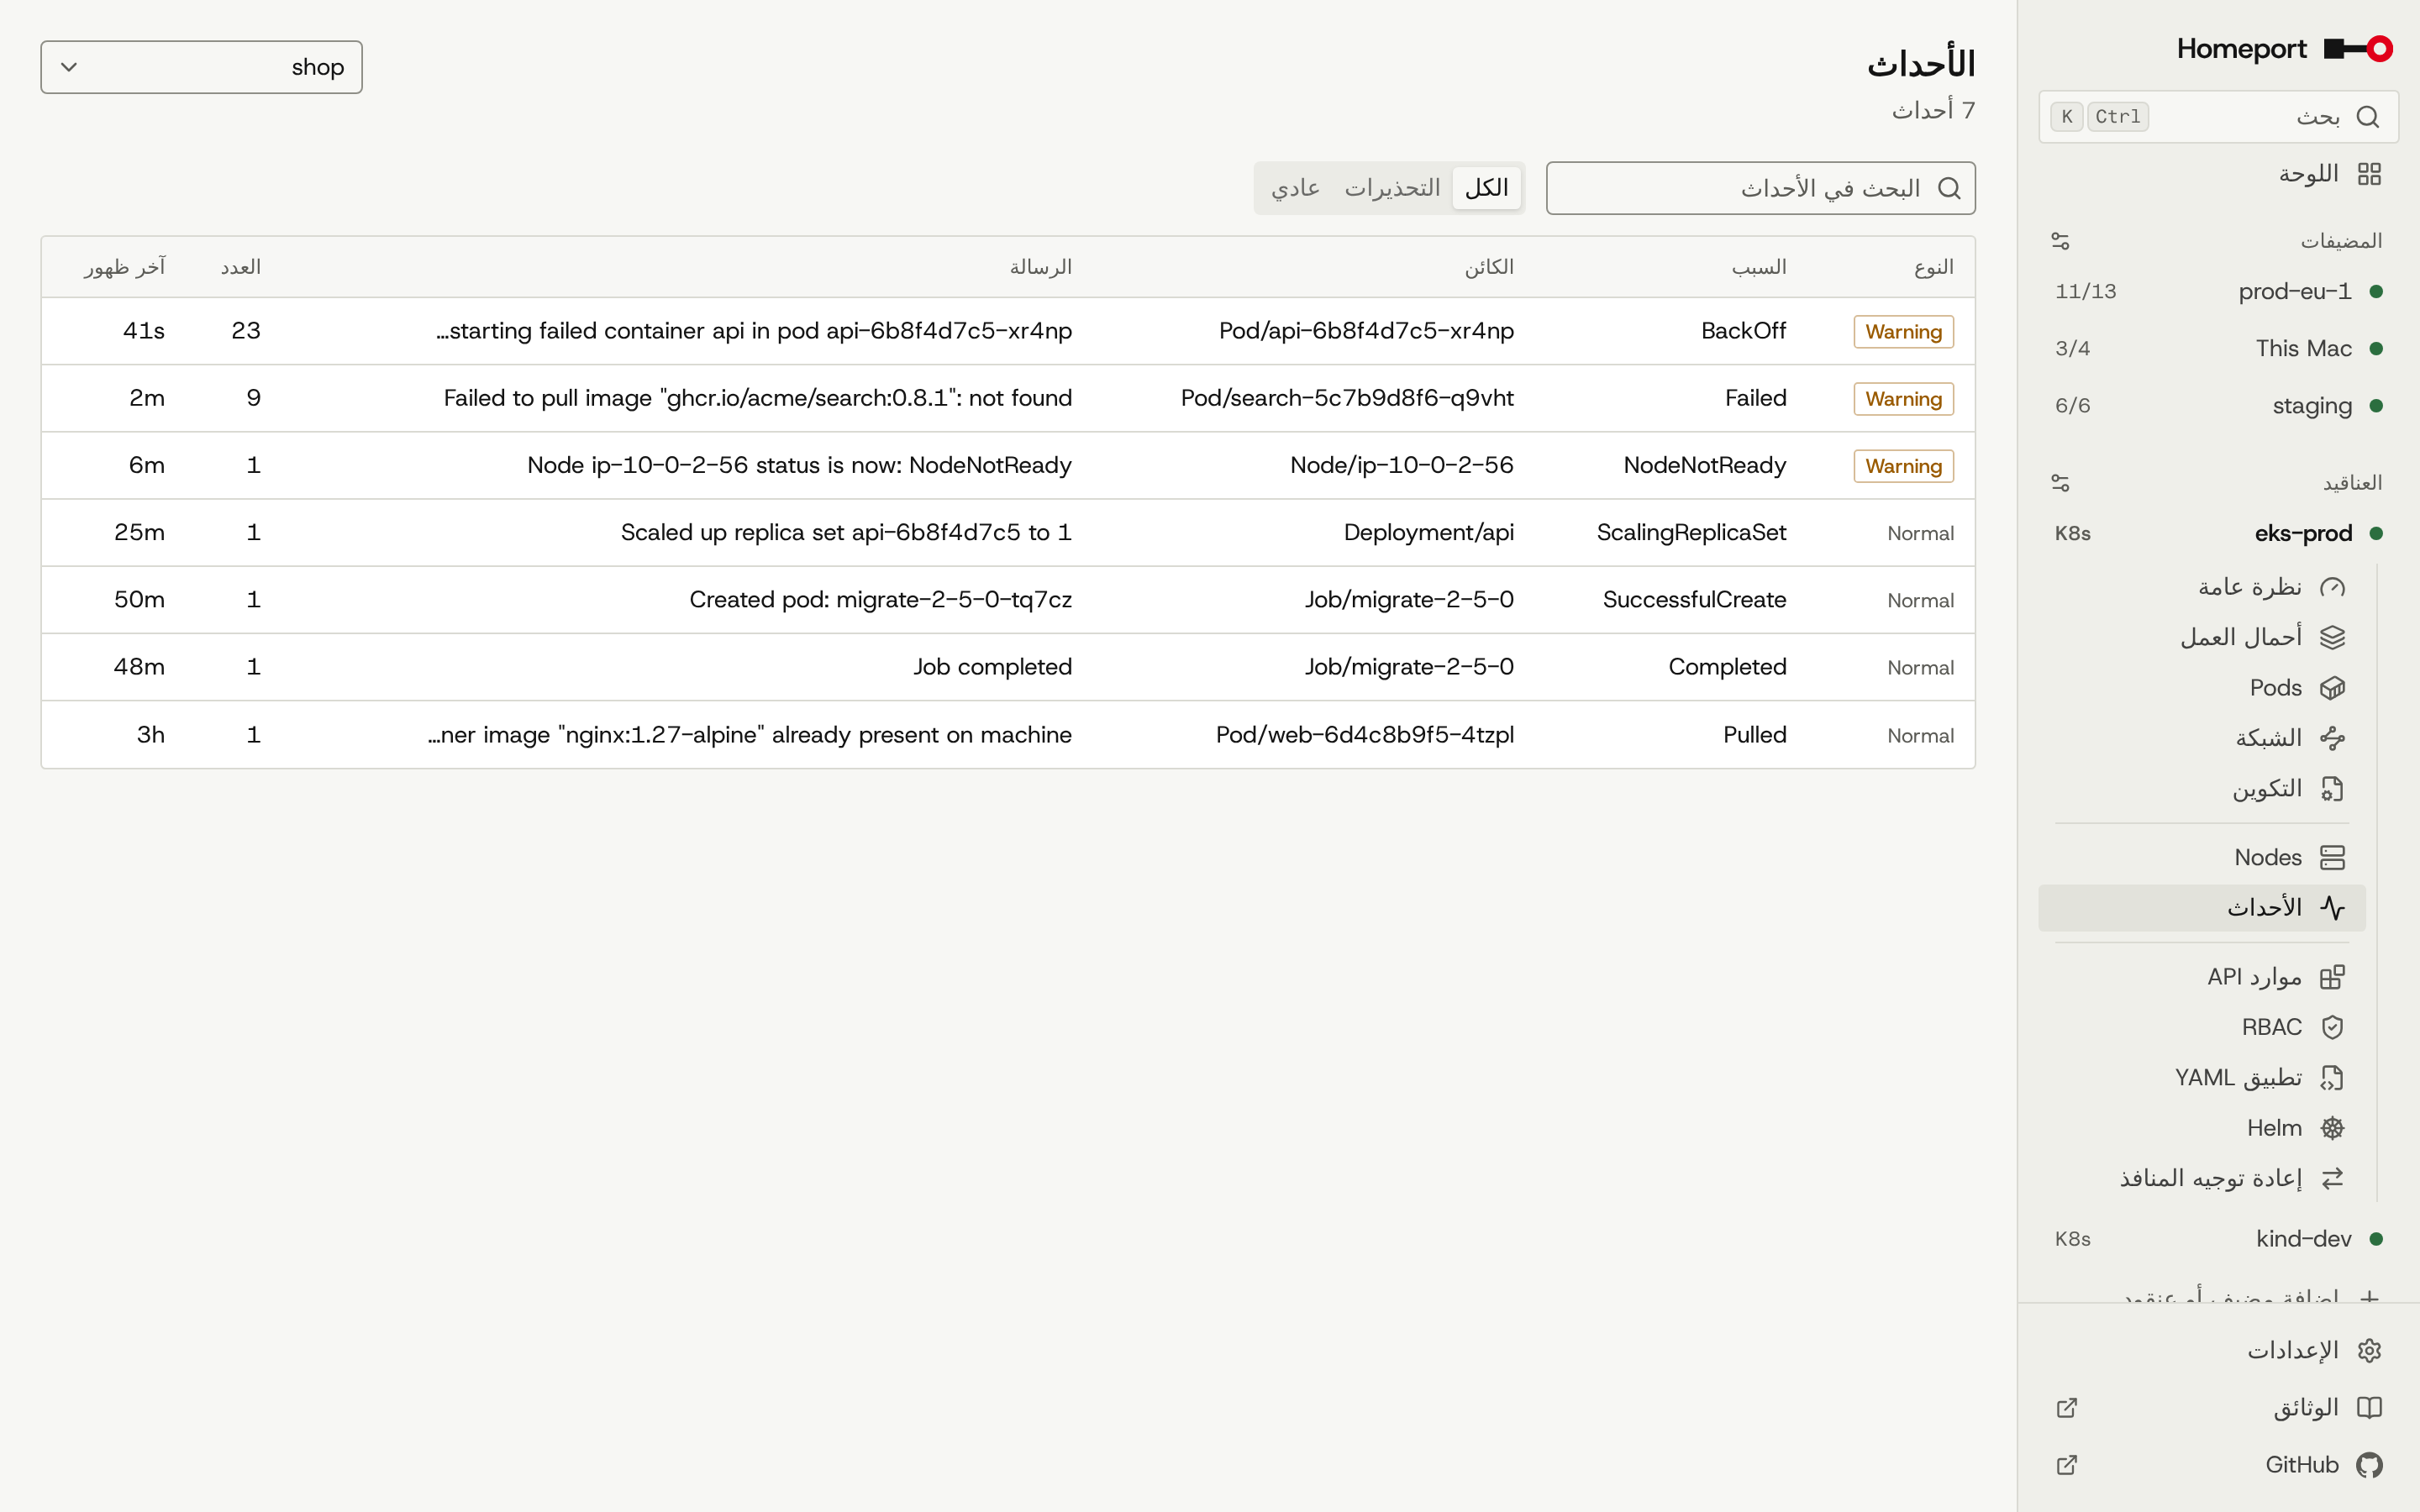 Homeport
بحث
Ctrl K
اللوحة
المضيفات
prod-eu-1 11/13
This Mac 3/4
staging 6/6
العناقيد
eks-prod K8s
نظرة عامة
أحمال العمل
Pods
الشبكة
التكوين
Nodes
الأحداث
موارد API
RBAC
تطبيق YAML
Helm
إعادة توجيه المنافذ
kind-dev K8s
إضافة مضيف أو عنقود
الإعدادات
الوثائق
GitHub
الأحداث
7 أحداث
shop
البحث في الأحداث
الكل التحذيرات عادي
النوع السبب الكائن الرسالة العدد آخر ظهور
Warning BackOff Pod/api-6b8f4d7c5-xr4np …starting failed container api in pod api-6b8f4d7c5-xr4np 23 41s
Warning Failed Pod/search-5c7b9d8f6-q9vht Failed to pull image "ghcr.io/acme/search:0.8.1": not found 9 2m
Warning NodeNotReady Node/ip-10-0-2-56 Node ip-10-0-2-56 status is now: NodeNotReady 1 6m
Normal ScalingReplicaSet Deployment/api Scaled up replica set api-6b8f4d7c5 to 1 1 25m
Normal SuccessfulCreate Job/migrate-2-5-0 Created pod: migrate-2-5-0-tq7cz 1 50m
Normal Completed Job/migrate-2-5-0 Job completed 1 48m
Normal Pulled Pod/web-6d4c8b9f5-4tzpl …ner image "nginx:1.27-alpine" already present on machine 1 3h